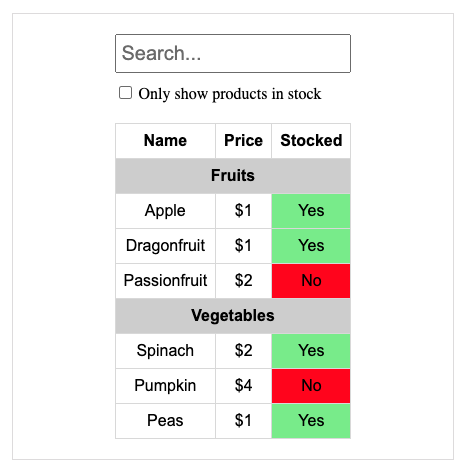 Search...
Only show products in stock
Name Price Stocked
Fruits
Apple $1 Yes
Dragonfruit $1 Yes
Passionfruit $2 No
Vegetables
Spinach $2 Yes
Pumpkin $4 No
Peas $1 Yes